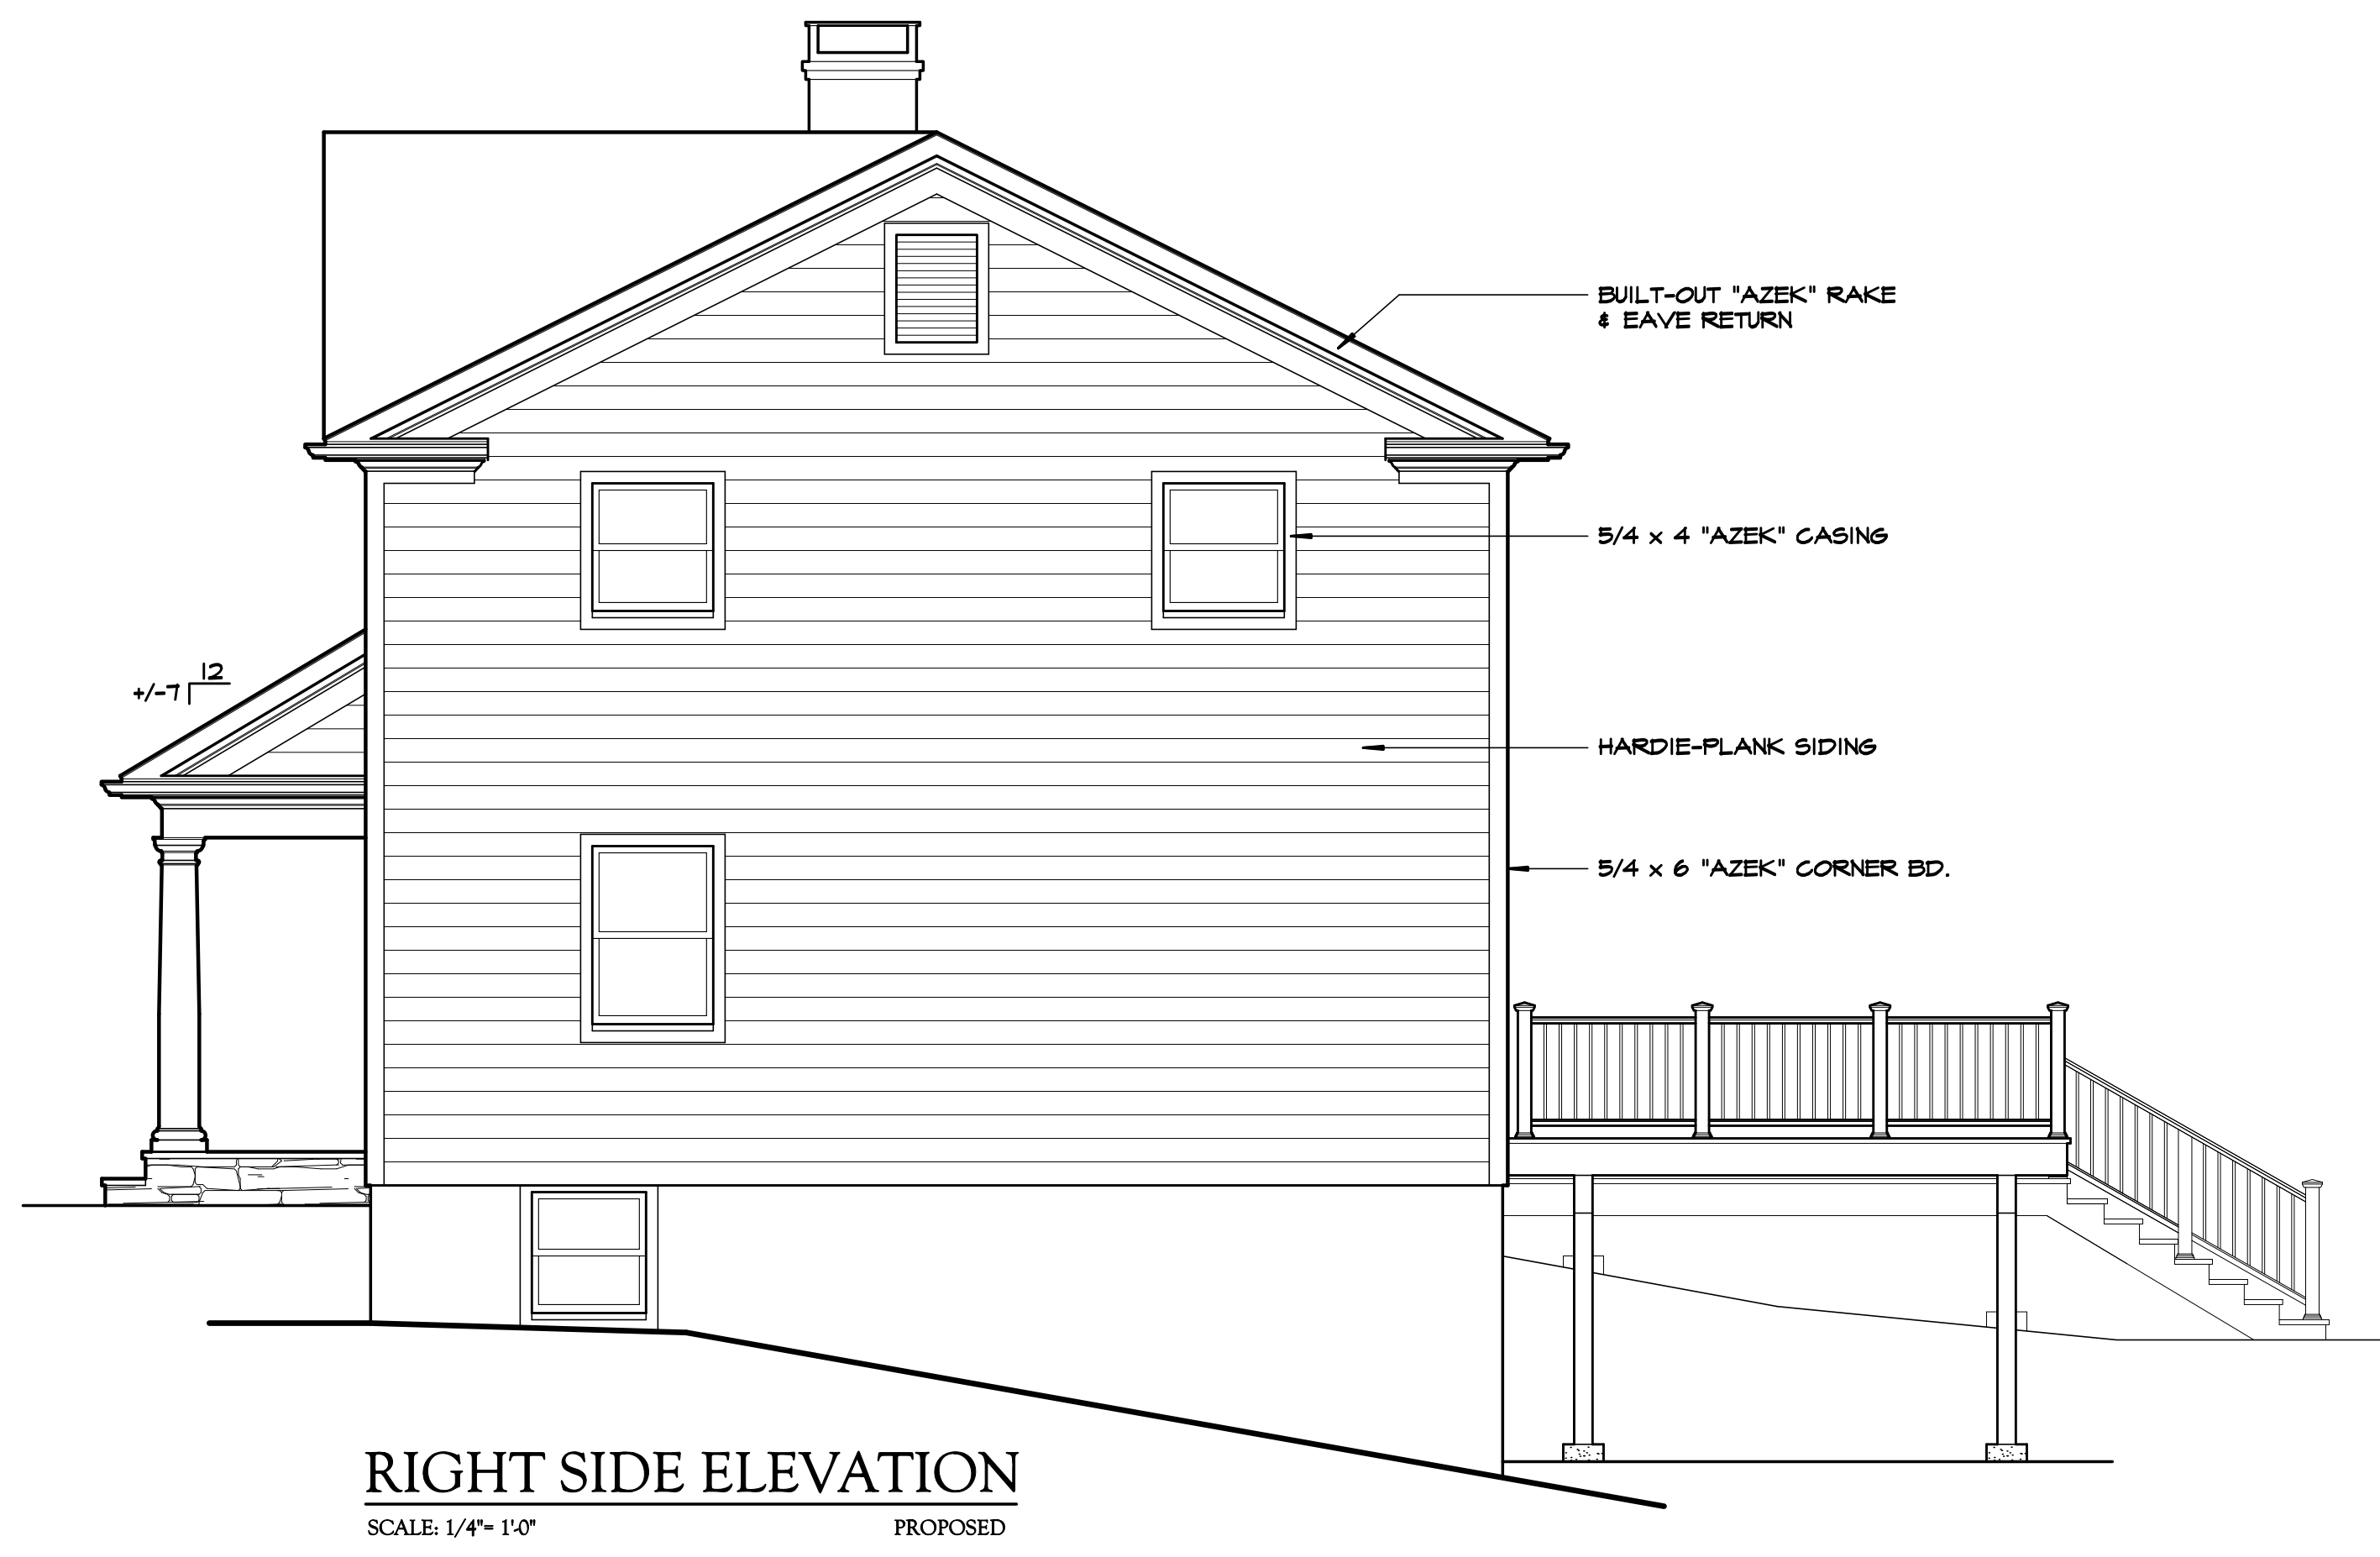 BUILT-OUT "AZEK" RAKE
& EAVE RETURN
5/4 x 4 "AZEK" CASING
12
+/-7
HARDIE-PLANK SIDING
5/4 x 6 "AZEK" CORNER BD.
RIGHT SIDE ELEVATION
SCALE: 1/4"= 1'-0" PROPOSED